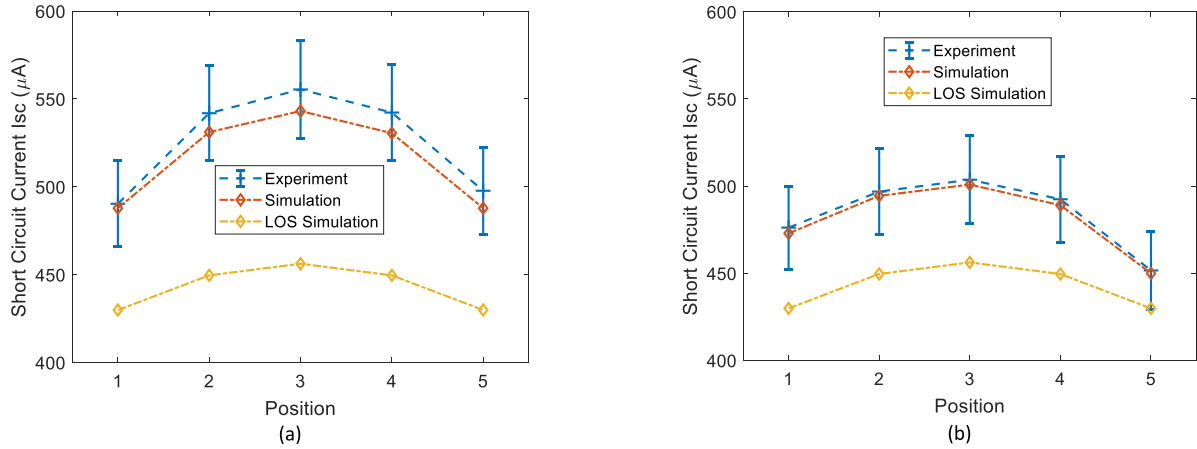 600
550
500
450
400
Short Circuit Current Isc (μA)
Experiment
Simulation
LOS Simulation
1 2 3 4 5
Position
(a)
600
550
500
450
400
Short Circuit Current Isc (μA)
Experiment
Simulation
LOS Simulation
1 2 3 4 5
Position
(b)